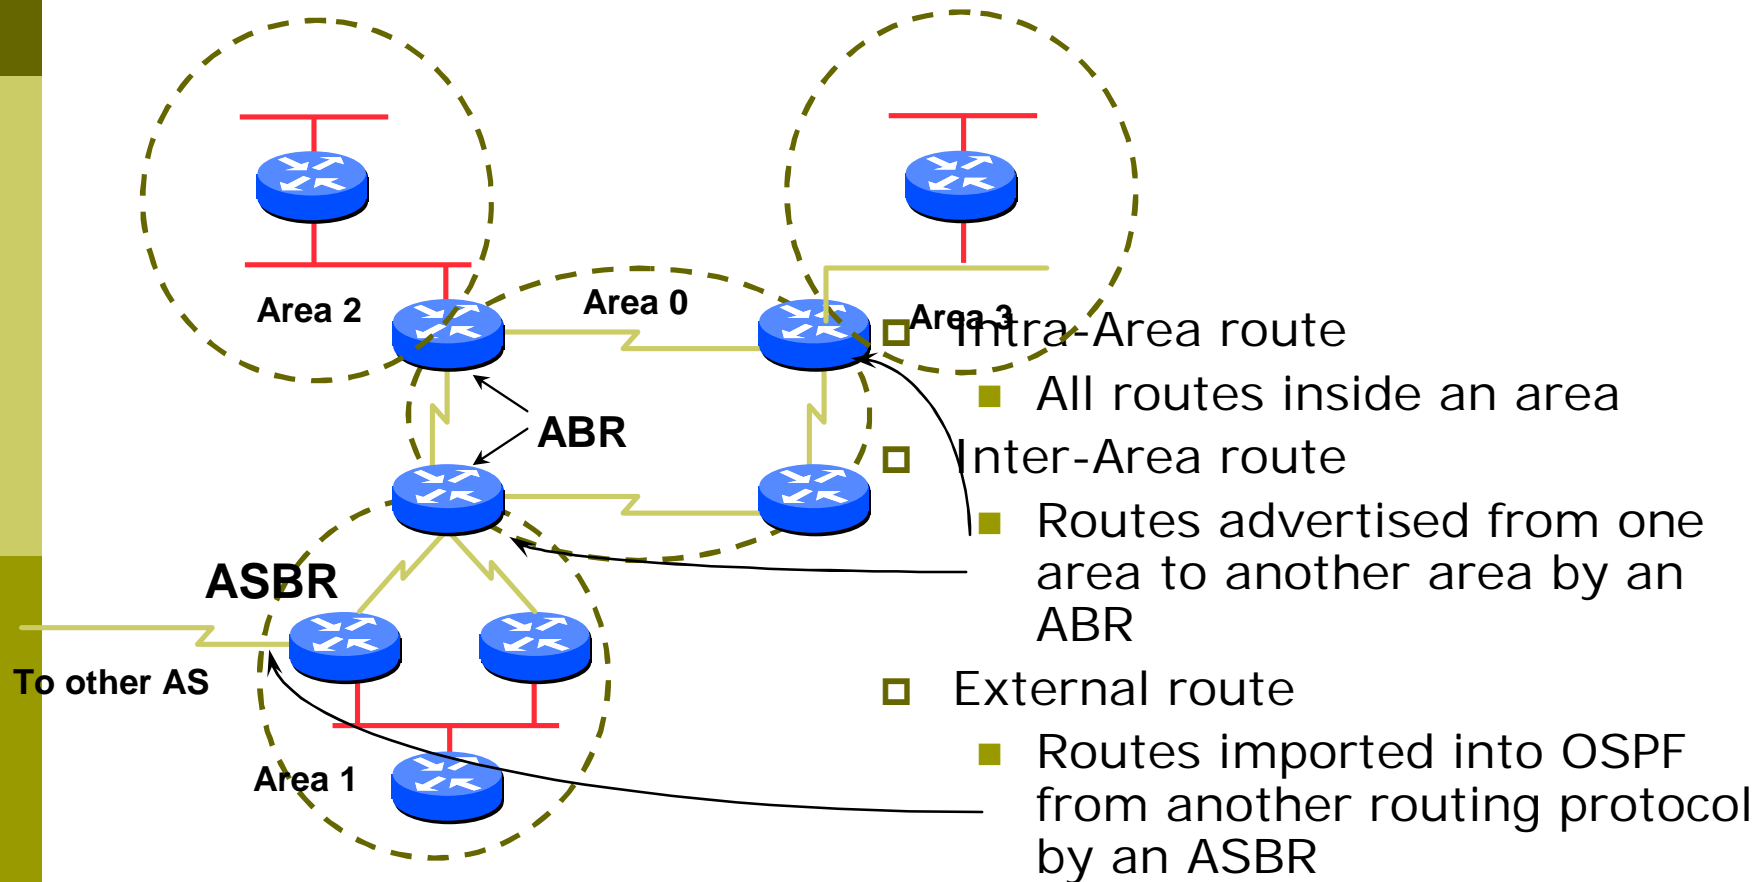 Area 2
Area 0
Area 3
ABR
ASBR
To other AS
Area 1
Intra-Area route
All routes inside an area
Inter-Area route
Routes advertised from one
area to another area by an
ABR
External route
Routes imported into OSPF
from another routing protocol
by an ASBR